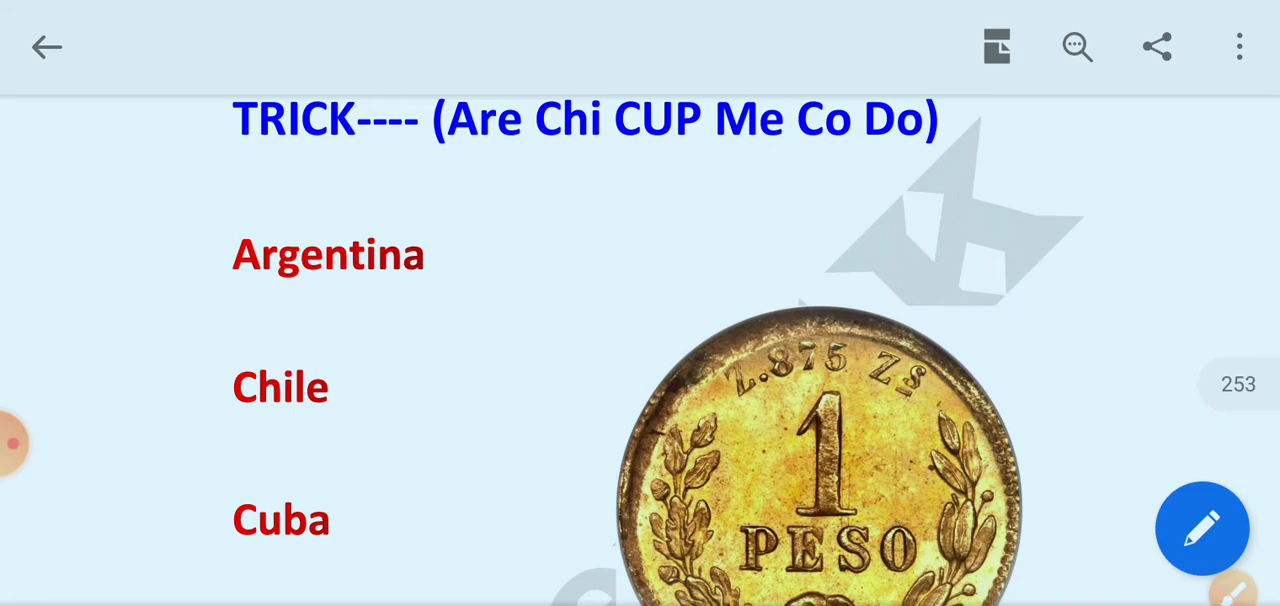 TRICK---- (Are Chi CUP Me Co Do)
Argentina
Chile
Cuba
Z.875 Zs
1
PESO
253